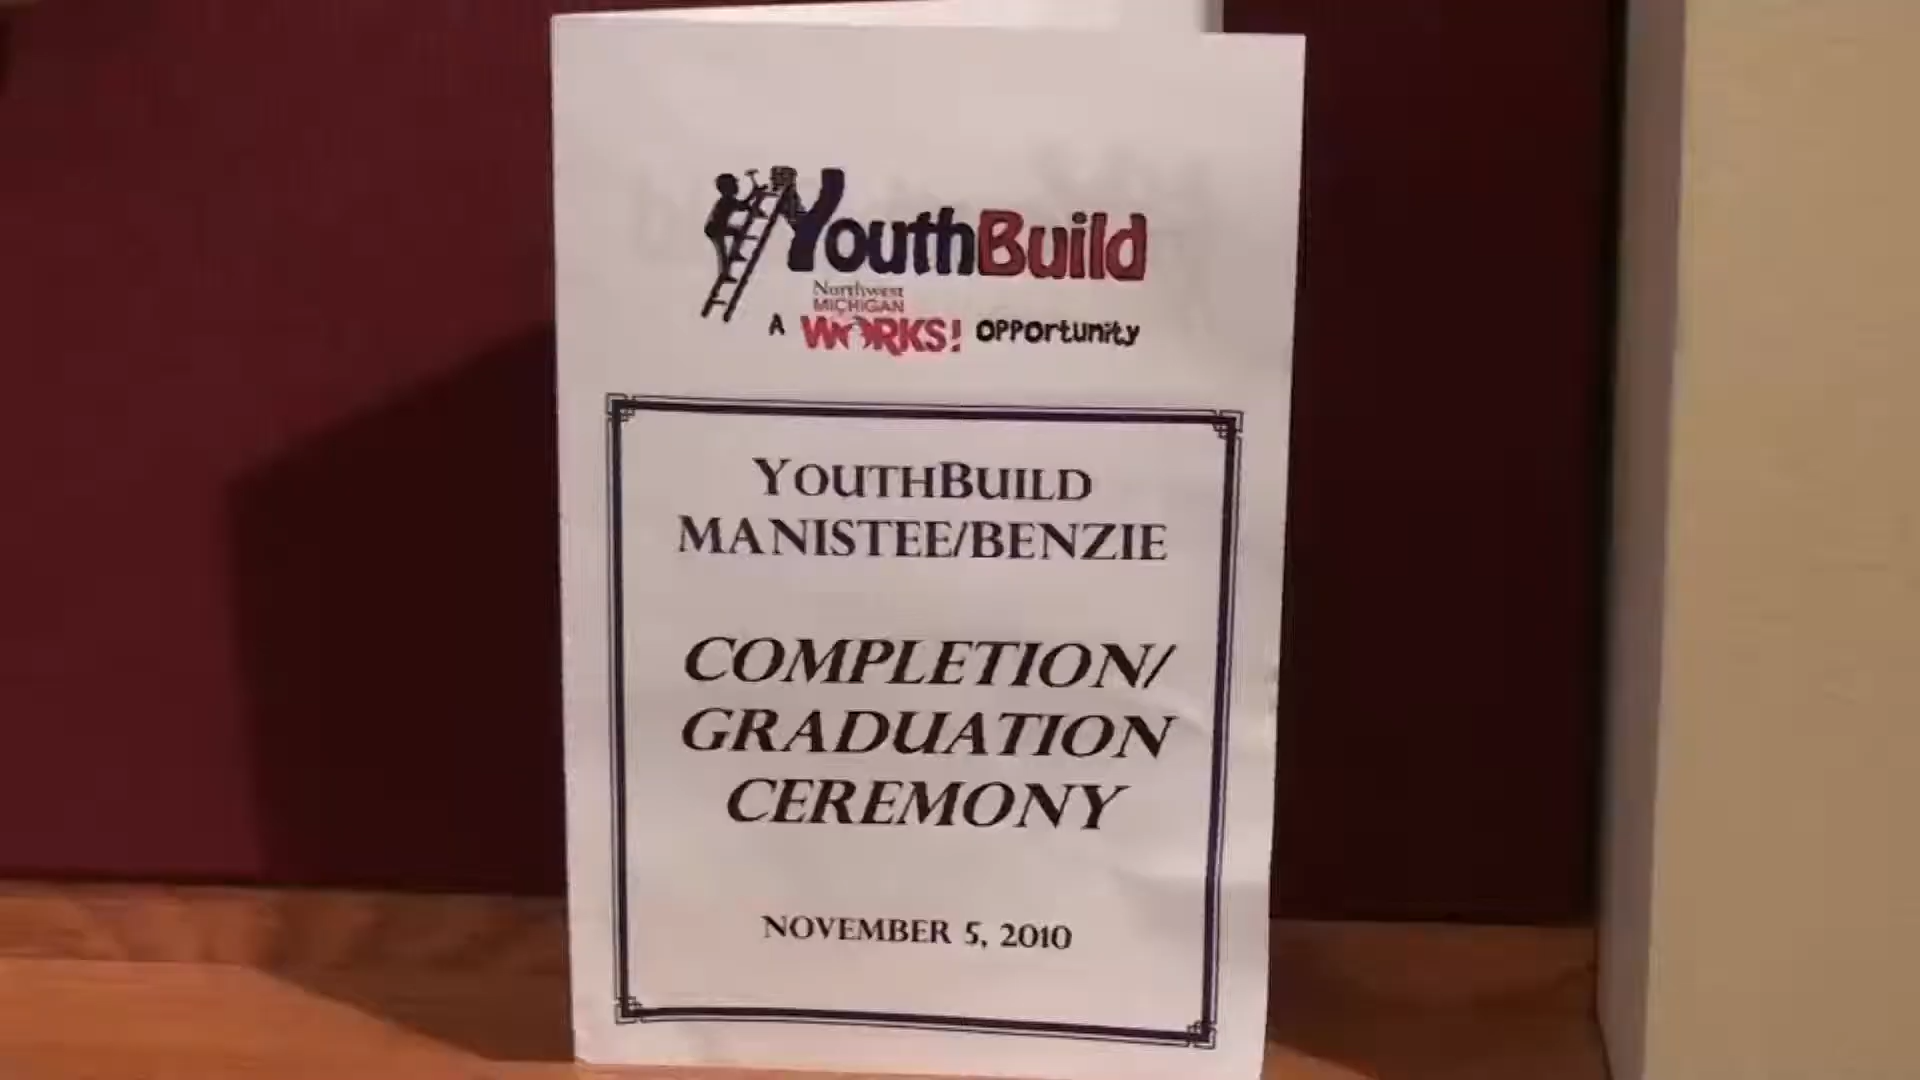 YouthBuild
Northwest
MICHIGAN
A WORKS! opportunity
YOUTHBUILD
MANISTEE/BENZIE
COMPLETION/
GRADUATION
CEREMONY
NOVEMBER 5, 2010